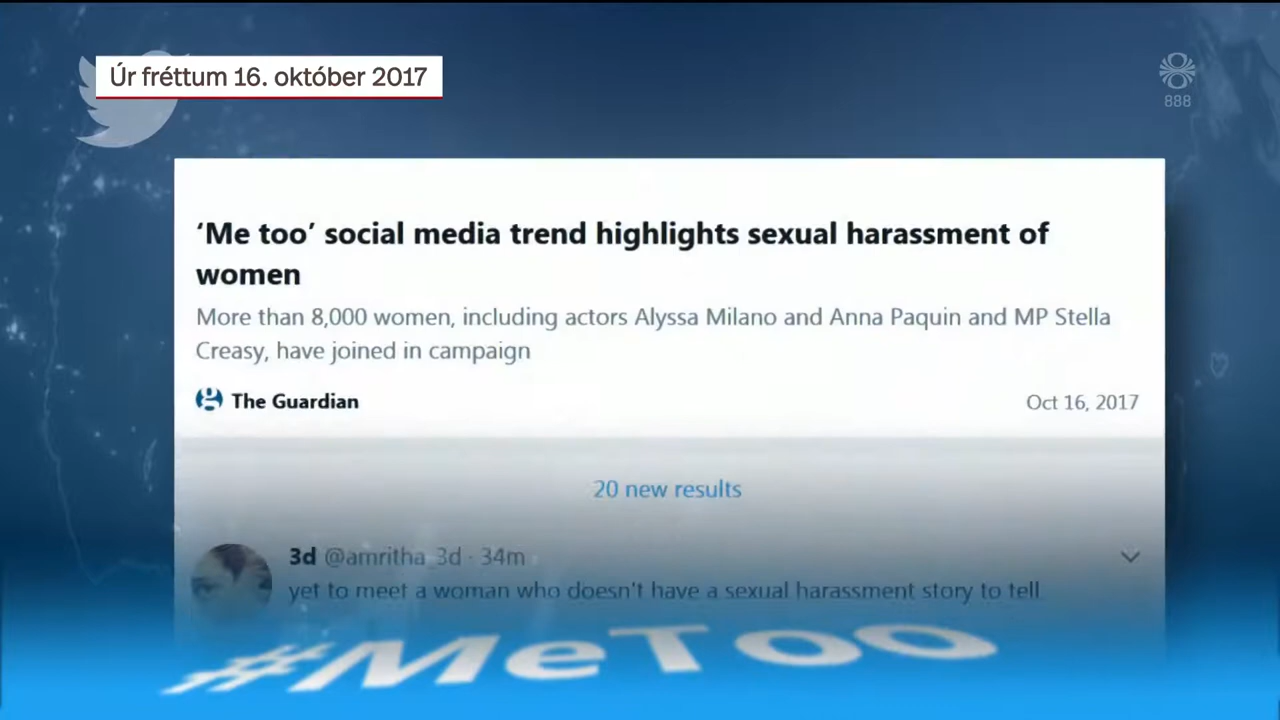 Úr fréttum 16. október 2017
888
‘Me too’ social media trend highlights sexual harassment of
women
More than 8,000 women, including actors Alyssa Milano and Anna Paquin and MP Stella
Creasy, have joined in campaign
The Guardian
Oct 16, 2017
20 new results
3d @amritha_3d · 34m
yet to meet a woman who doesn't have a sexual harassment story to tell
#MeToo